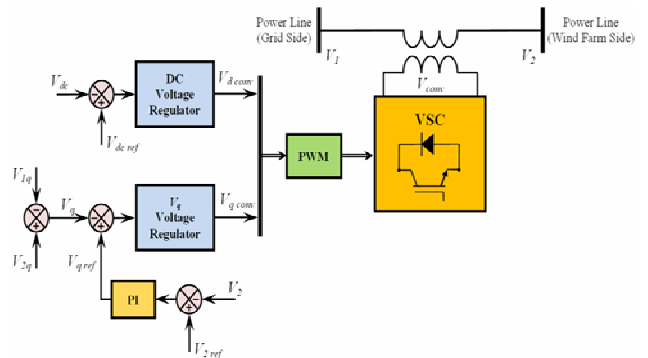 Power Line
(Grid Side)
Power Line
(Wind Farm Side)
V1
V2
Vconv
VSC
Vdc
DC
Voltage
Regulator
Vd conv
Vdc ref
PWM
V1q
Vq
Vq
Voltage
Regulator
Vq conv
V2q
Vq ref
PI
V2
V2 ref